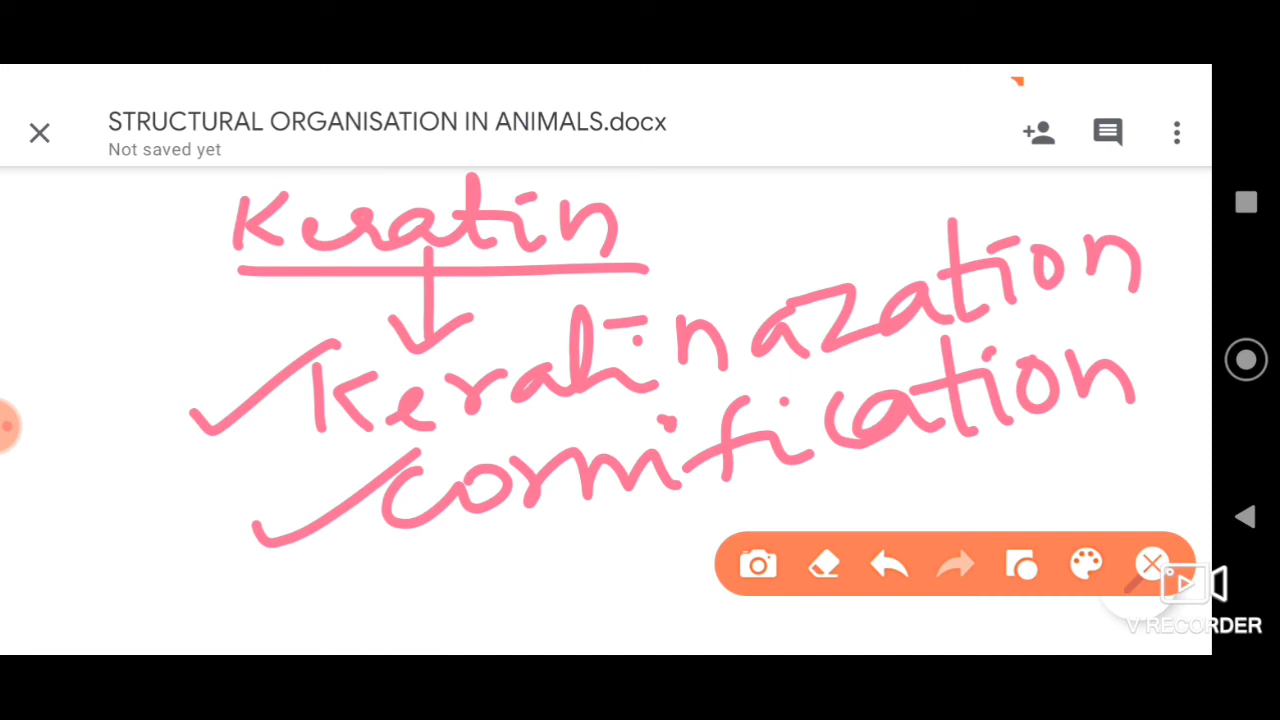 STRUCTURAL ORGANISATION IN ANIMALS.docx
Not saved yet
Keratin
Keratinazation
cornification
V RECORDER